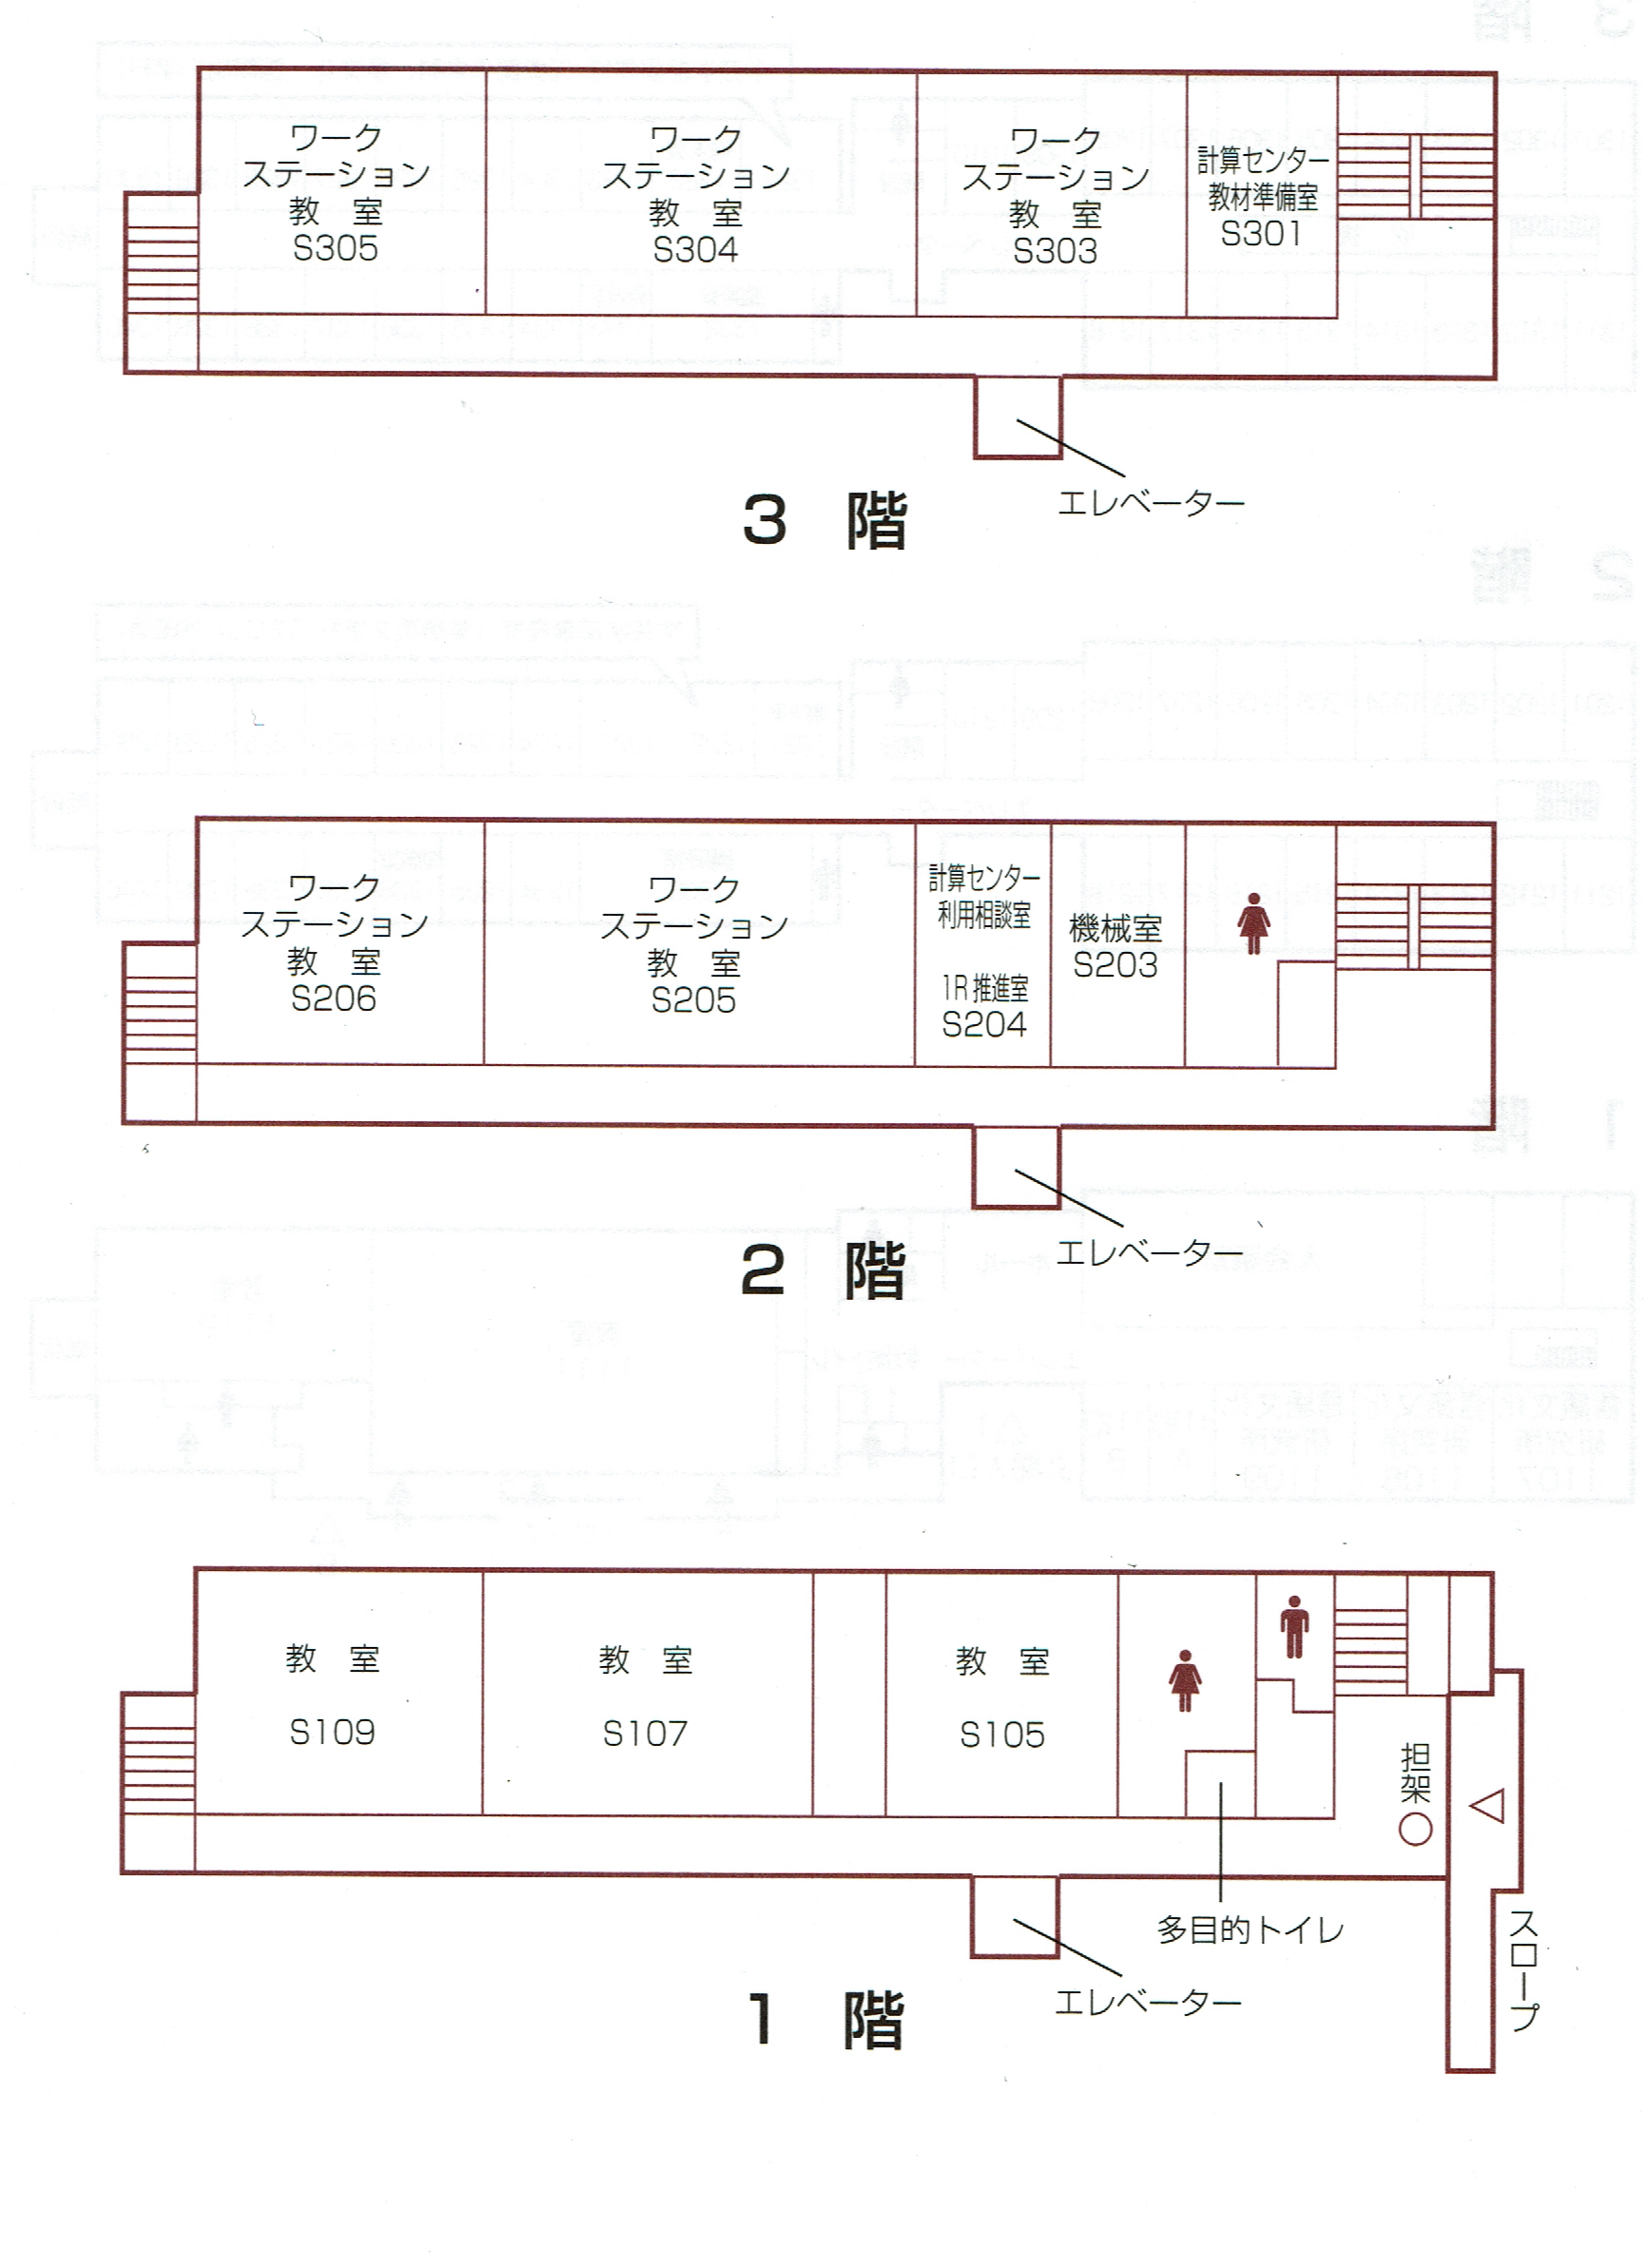 ワーク
ステーション
教　室
S305
ワーク
ステーション
教　室
S304
ワーク
ステーション
教　室
S303
計算センター
教材準備室
S301
エレベーター
3　階
ワーク
ステーション
教　室
S206
ワーク
ステーション
教　室
S205
計算センター
利用相談室
1R推進室
S204
機械室
S203
エレベーター
2　階
教　室
S109
教　室
S107
教　室
S105
担架
多目的トイレ
エレベーター
スロープ
1　階